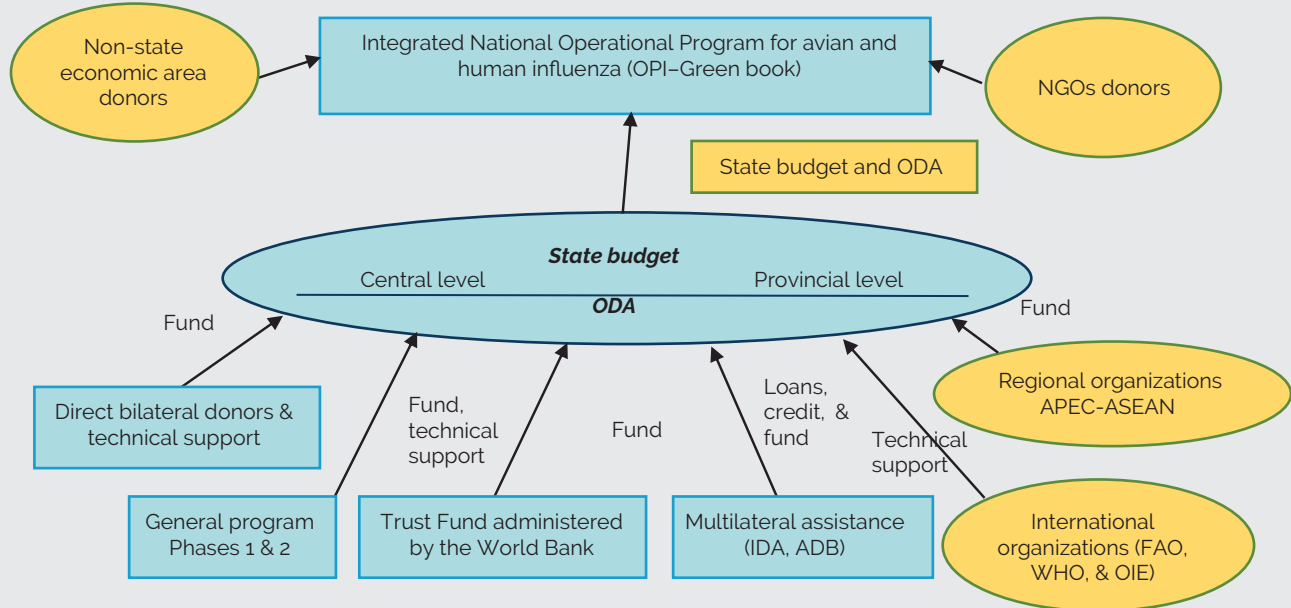 Non-state
economic area
donors
Integrated National Operational Program for avian and
human influenza (OPI–Green book)
NGOs donors
State budget and ODA
State budget
Central level
Provincial level
ODA
Fund
Fund
Direct bilateral donors &
technical support
Fund,
technical
support
Fund
Loans,
credit, &
fund
Technical
support
Regional organizations
APEC-ASEAN
General program
Phases 1 & 2
Trust Fund administered
by the World Bank
Multilateral assistance
(IDA, ADB)
International
organizations (FAO,
WHO, & OIE)